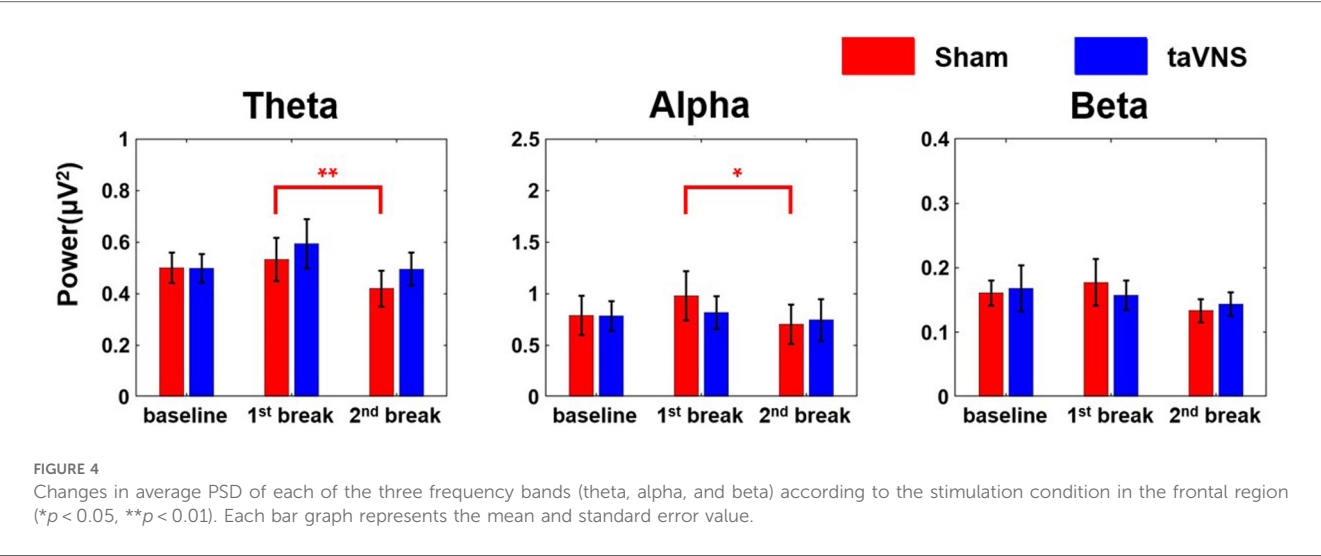 Sham taVNS
Theta Alpha Beta
Power(µV²)
1
0.8
0.6
0.4
0.2
0
**
baseline 1st break 2nd break
2.5
2
1.5
1
0.5
0
*
baseline 1st break 2nd break
0.4
0.3
0.2
0.1
0
baseline 1st break 2nd break
FIGURE 4
Changes in average PSD of each of the three frequency bands (theta, alpha, and beta) according to the stimulation condition in the frontal region
(*p < 0.05, **p < 0.01). Each bar graph represents the mean and standard error value.